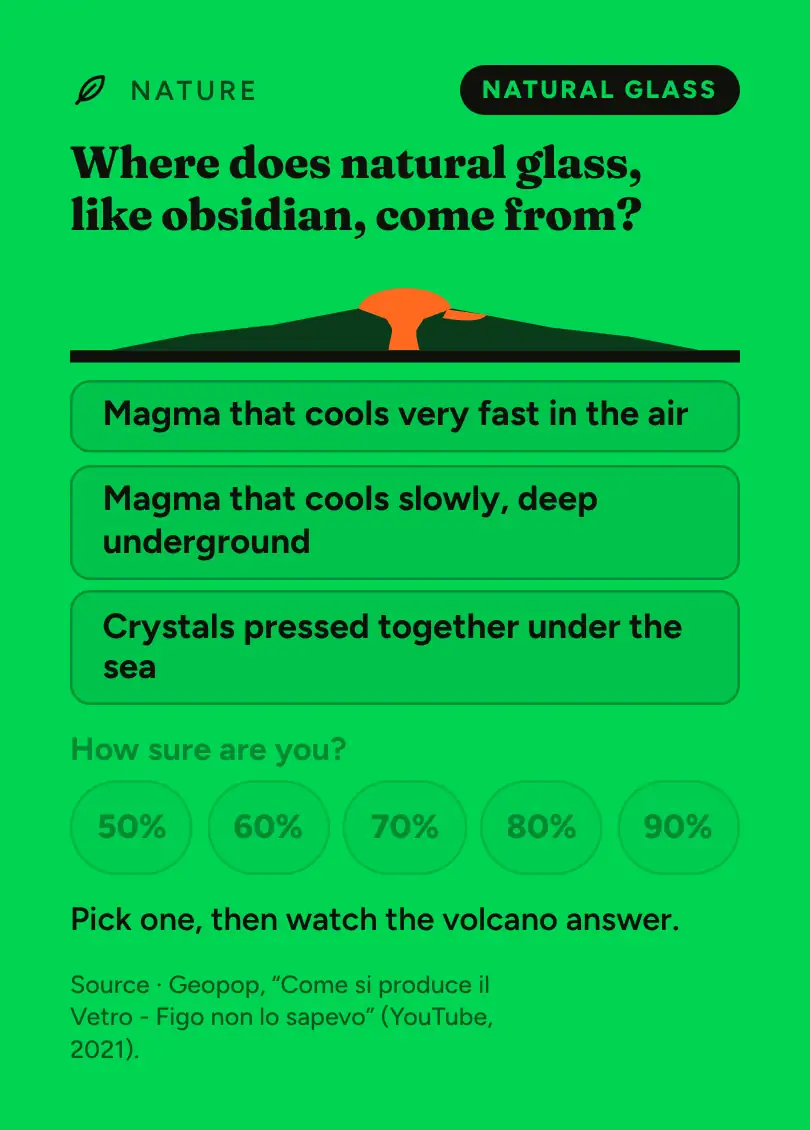 NATURE
NATURAL GLASS
Where does natural glass,
like obsidian, come from?
Magma that cools very fast in the air
Magma that cools slowly, deep
underground
Crystals pressed together under the
sea
How sure are you?
50%
60%
70%
80%
90%
Pick one, then watch the volcano answer.
Source · Geopop, “Come si produce il
Vetro - Figo non lo sapevo” (YouTube,
2021).